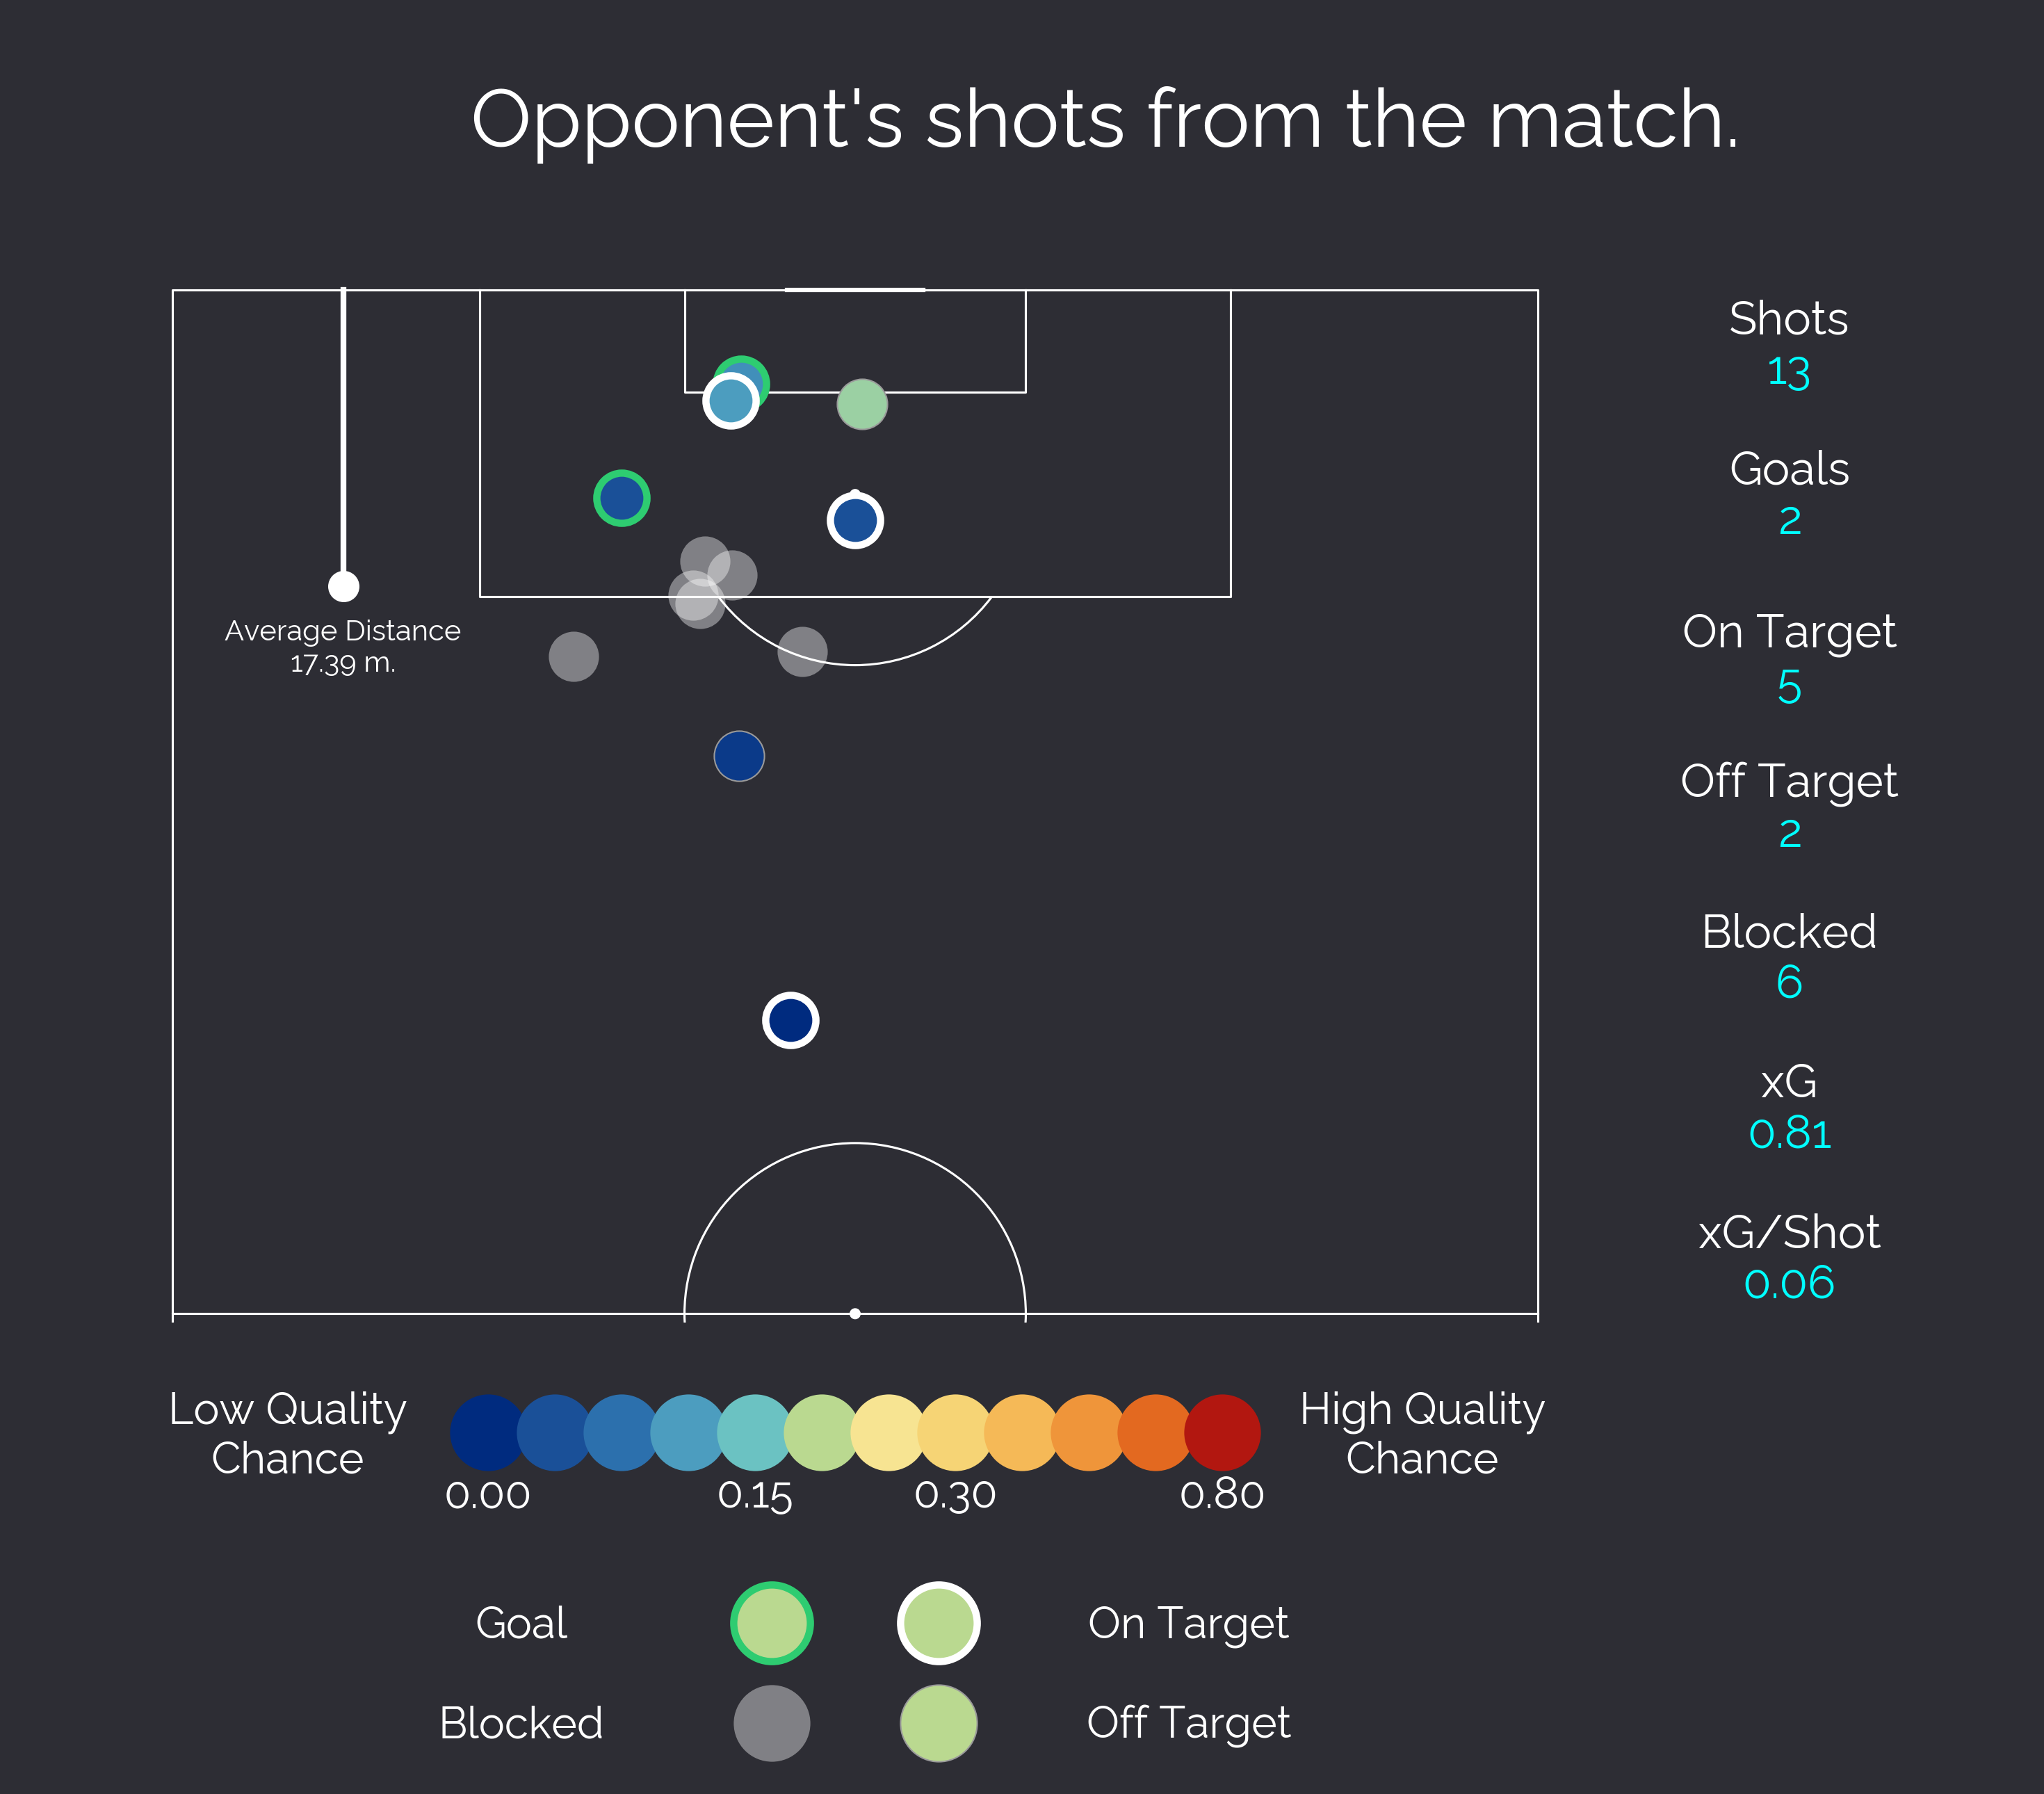 Opponent's shots from the match.
Average Distance
17.39 m.
Shots
13
Goals
2
On Target
5
Off Target
2
Blocked
6
xG
0.81
xG/Shot
0.06
Low Quality
Chance
0.00
0.15
0.30
0.80
High Quality
Chance
Goal
On Target
Blocked
Off Target